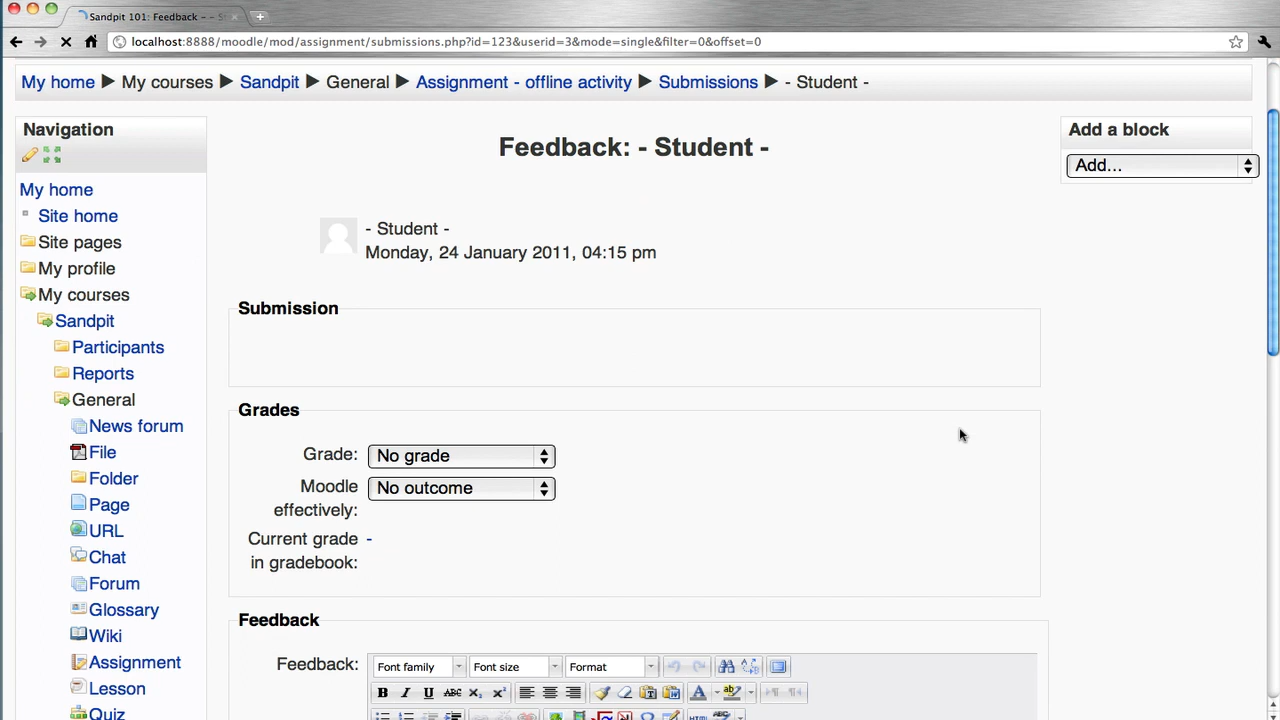 Sandpit 101: Feedback - - S
localhost:8888/moodle/mod/assignment/submissions.php?id=123&userid=3&mode=single&filter=0&offset=0
My home ▶ My courses ▶ Sandpit ▶ General ▶ Assignment - offline activity ▶ Submissions ▶ - Student -
Navigation
Add a block
Add...
Feedback: - Student -
My home
Site home
Site pages
My profile
My courses
Sandpit
Participants
Reports
General
News forum
File
Folder
Page
URL
Chat
Forum
Glossary
Wiki
Assignment
Lesson
Quiz
- Student -
Monday, 24 January 2011, 04:15 pm
Submission
Grades
Grade: No grade
Moodle effectively: No outcome
Current grade in gradebook: -
Feedback
Feedback:
Font family Font size Format
B I U ABC X₂ X²
HTML